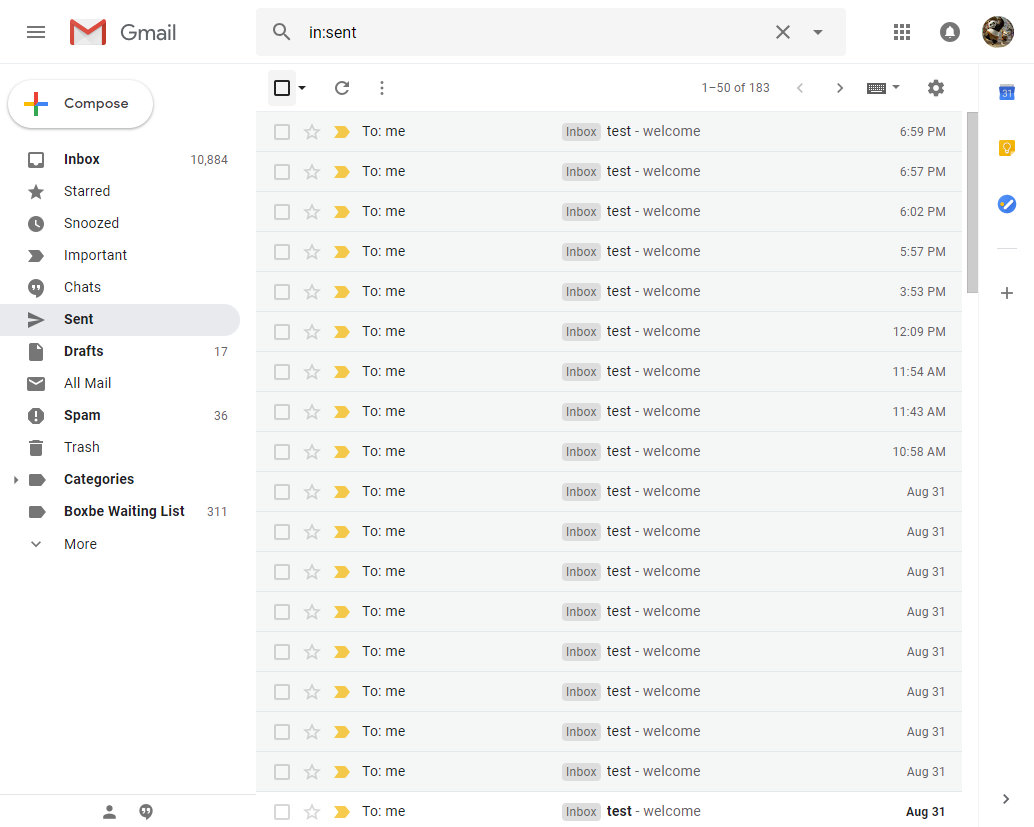 Gmail
in:sent
Compose
1–50 of 183
31
Inbox 10,884
Starred
Snoozed
Important
Chats
Sent
Drafts 17
All Mail
Spam 36
Trash
Categories
Boxbe Waiting List 311
More
To: me Inbox test - welcome 6:59 PM
To: me Inbox test - welcome 6:57 PM
To: me Inbox test - welcome 6:02 PM
To: me Inbox test - welcome 5:57 PM
To: me Inbox test - welcome 3:53 PM
To: me Inbox test - welcome 12:09 PM
To: me Inbox test - welcome 11:54 AM
To: me Inbox test - welcome 11:43 AM
To: me Inbox test - welcome 10:58 AM
To: me Inbox test - welcome Aug 31
To: me Inbox test - welcome Aug 31
To: me Inbox test - welcome Aug 31
To: me Inbox test - welcome Aug 31
To: me Inbox test - welcome Aug 31
To: me Inbox test - welcome Aug 31
To: me Inbox test - welcome Aug 31
To: me Inbox test - welcome Aug 31
To: me Inbox test - welcome Aug 31